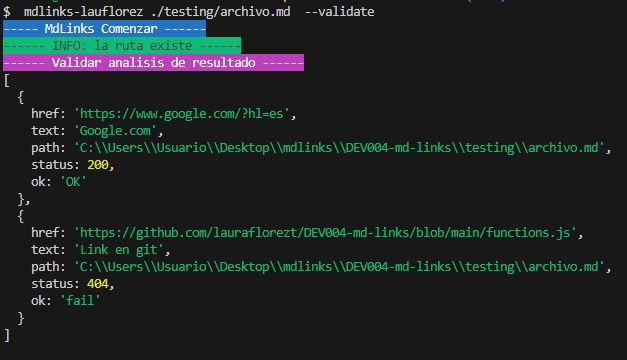 $ mdlinks-lauflorez ./testing/archivo.md --validate
----- MdLinks Comenzar ------
------ INFO: la ruta existe ------
------ Validar analisis de resultado ------
[
  {
    href: 'https://www.google.com/?hl=es',
    text: 'Google.com',
    path: 'C:\\Users\\Usuario\\Desktop\\mdlinks\\DEV004-md-links\\testing\\archivo.md',
    status: 200,
    ok: 'OK'
  },
  {
    href: 'https://github.com/lauraflorezt/DEV004-md-links/blob/main/functions.js',
    text: 'Link en git',
    path: 'C:\\Users\\Usuario\\Desktop\\mdlinks\\DEV004-md-links\\testing\\archivo.md',
    status: 404,
    ok: 'fail'
  }
]